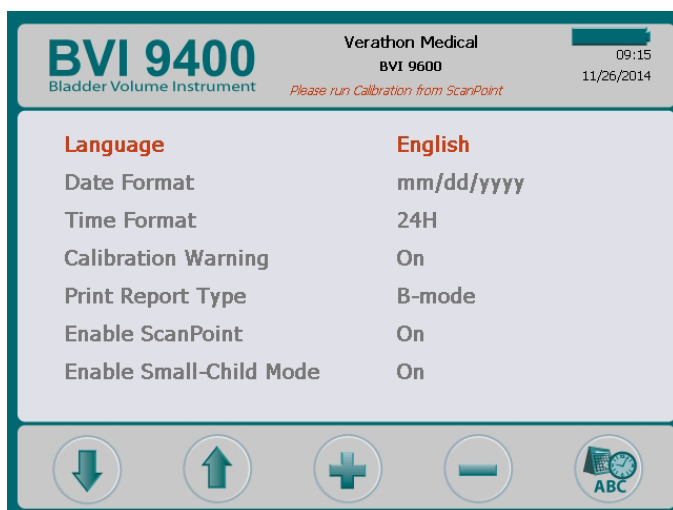 BVI 9400
Bladder Volume Instrument
Verathon Medical
BVI 9600
Please run Calibration from ScanPoint
09:15
11/26/2014
Language English
Date Format mm/dd/yyyy
Time Format 24H
Calibration Warning On
Print Report Type B-mode
Enable ScanPoint On
Enable Small-Child Mode On
ABC